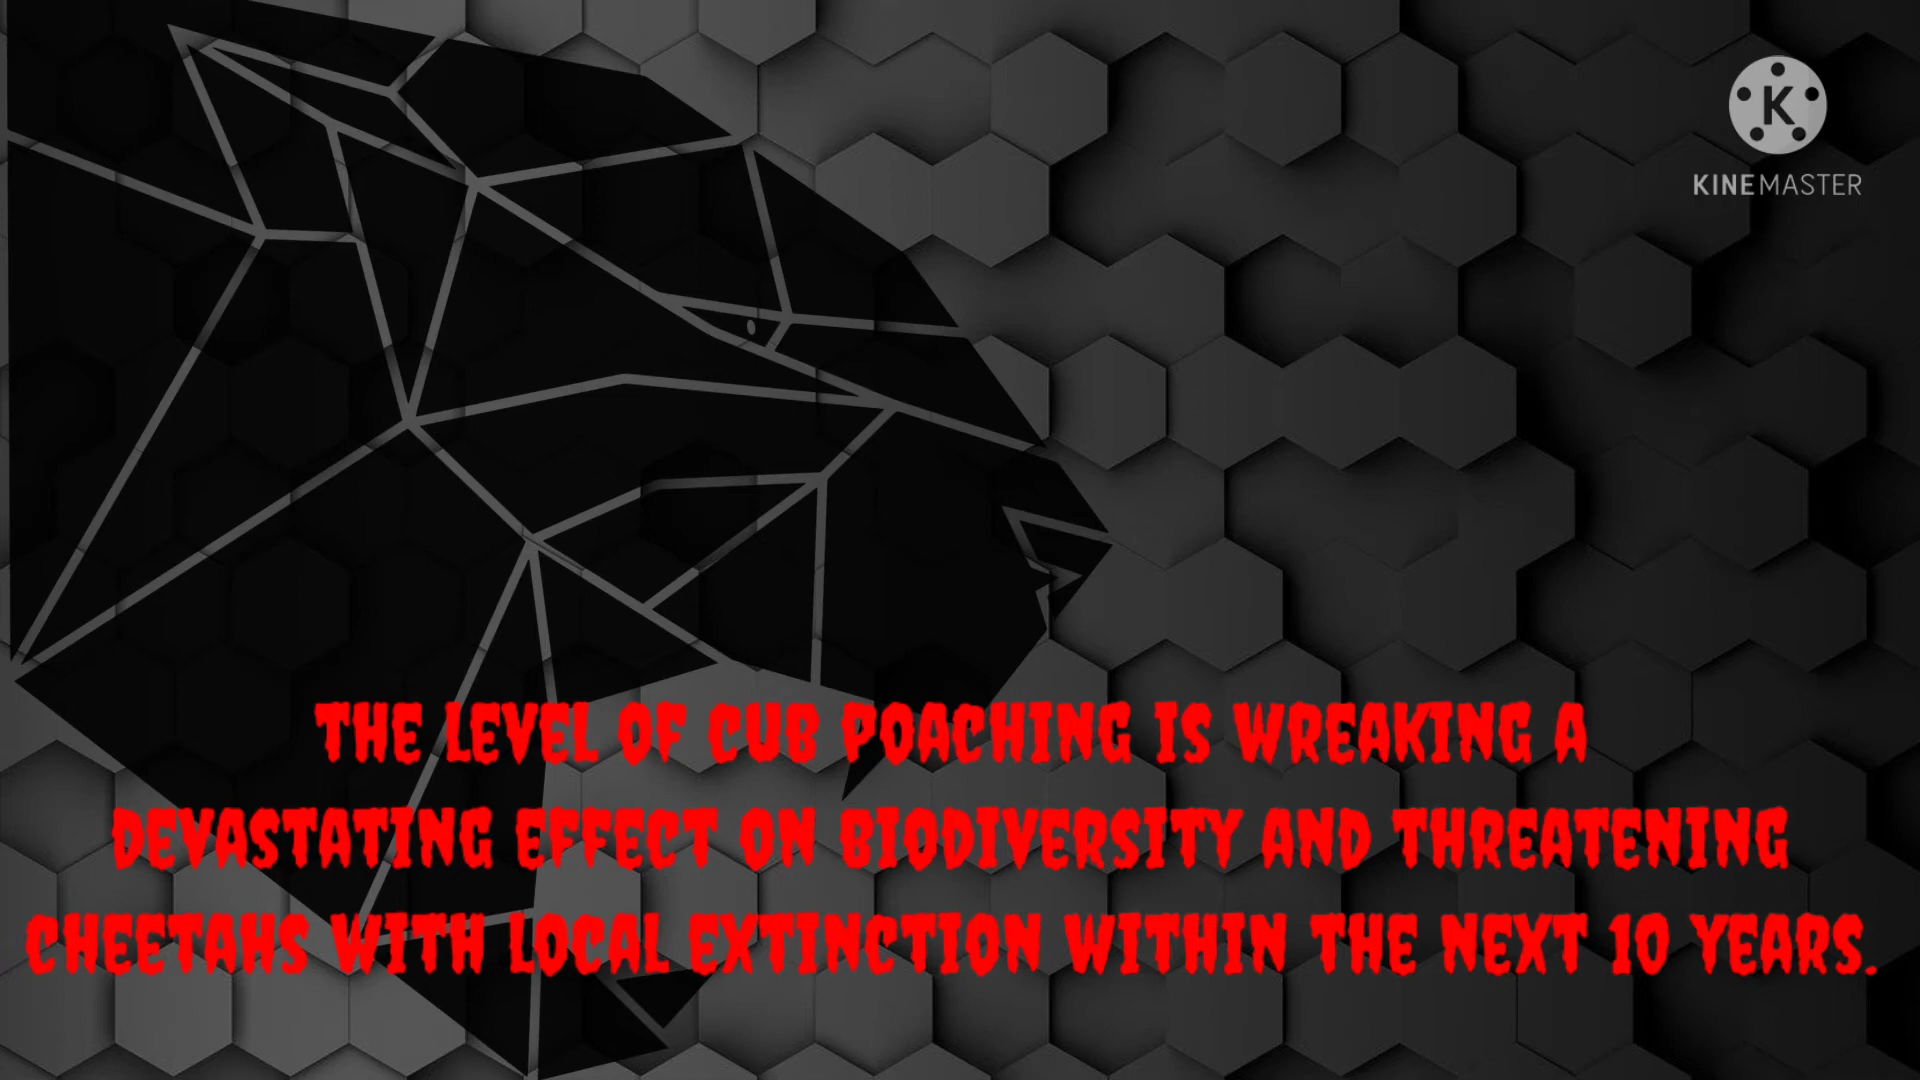 K
KINEMASTER
THE LEVEL OF CUB POACHING IS WREAKING A
DEVASTATING EFFECT ON BIODIVERSITY AND THREATENING
CHEETAHS WITH LOCAL EXTINCTION WITHIN THE NEXT 10 YEARS.